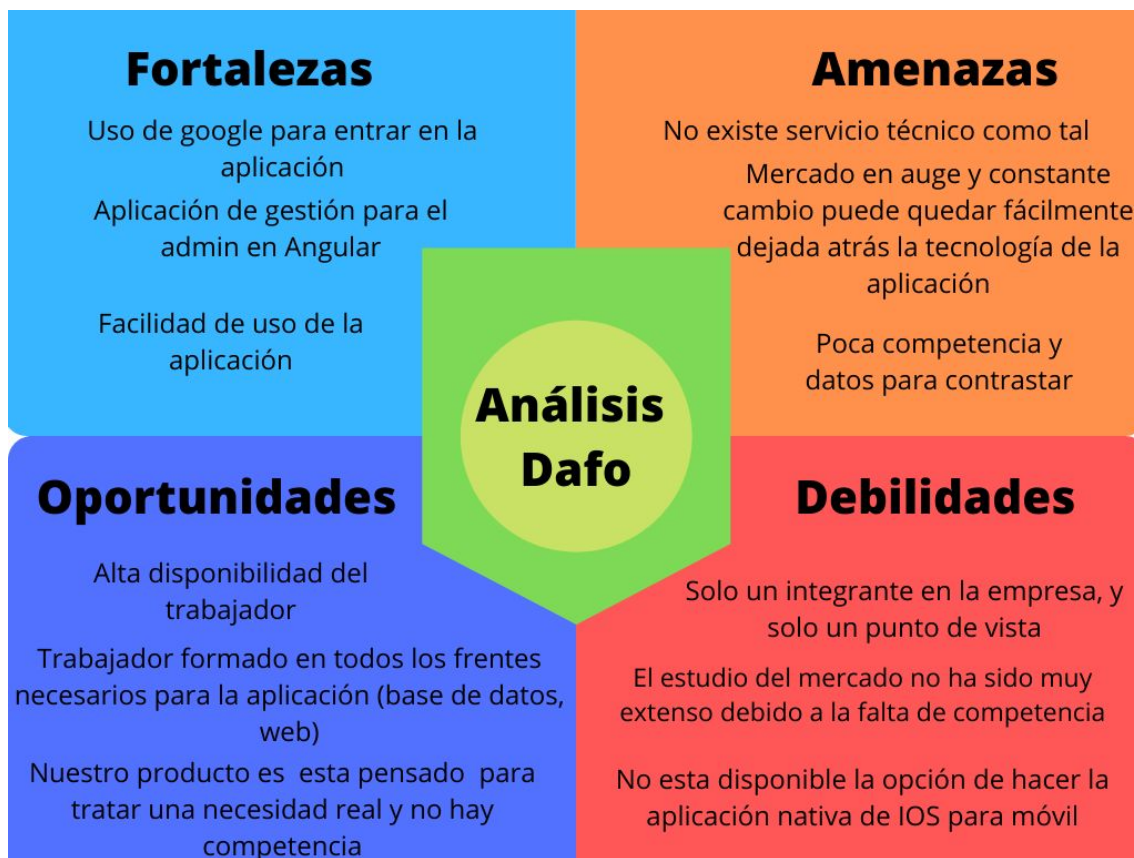 Fortalezas
Uso de google para entrar en la
aplicación
Aplicación de gestión para el
admin en Angular
Facilidad de uso de la
aplicación
Amenazas
No existe servicio técnico como tal
Mercado en auge y constante
cambio puede quedar fácilmente
dejada atrás la tecnología de la
aplicación
Poca competencia y
datos para contrastar
Análisis
Dafo
Oportunidades
Alta disponibilidad del
trabajador
Trabajador formado en todos los frentes
necesarios para la aplicación (base de datos,
web)
Nuestro producto es esta pensado para
tratar una necesidad real y no hay
competencia
Debilidades
Solo un integrante en la empresa, y
solo un punto de vista
El estudio del mercado no ha sido muy
extenso debido a la falta de competencia
No esta disponible la opción de hacer la
aplicación nativa de IOS para móvil